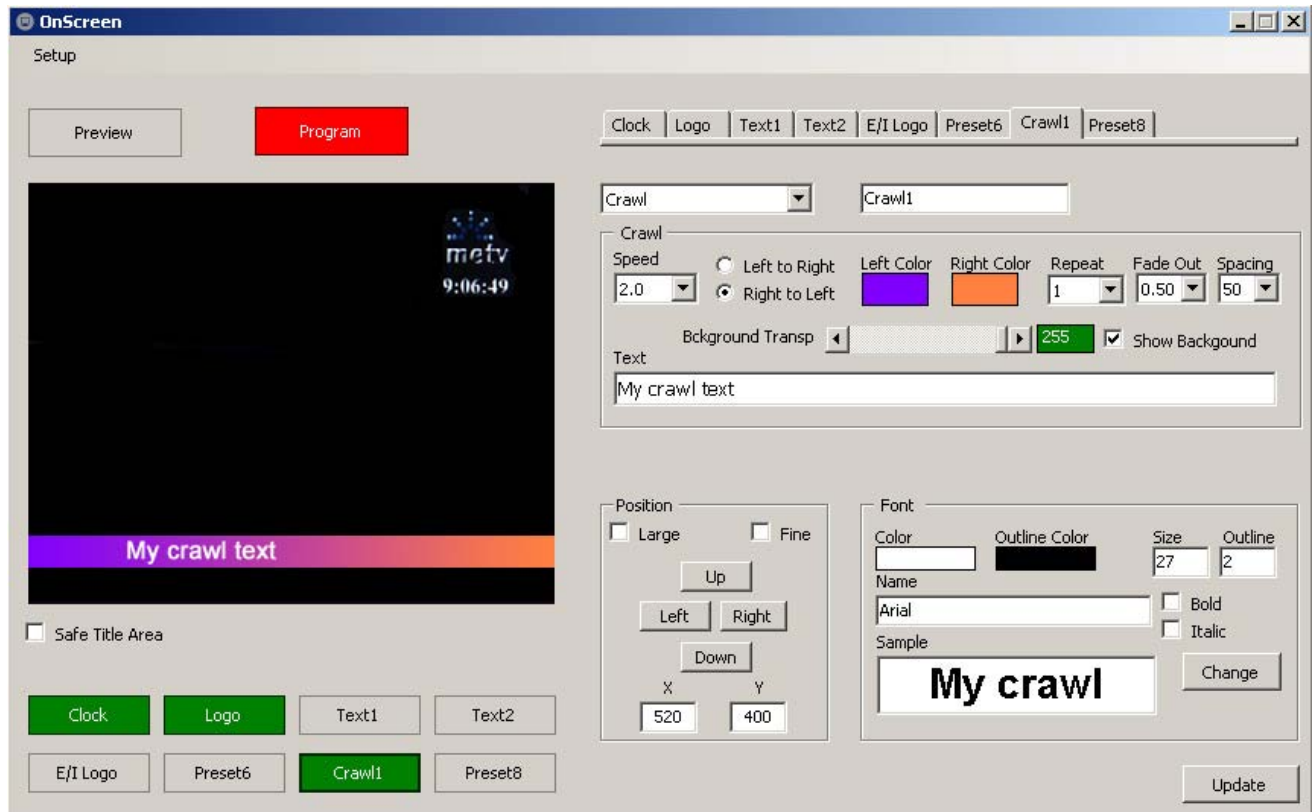 OnScreen
Setup
Preview
Program
Clock
Logo
Text1
Text2
E/I Logo
Preset6
Crawl1
Preset8
metv
9:06:49
My crawl text
Safe Title Area
Clock
Logo
Text1
Text2
E/I Logo
Preset6
Crawl1
Preset8
Crawl
Crawl1
Crawl
Speed
2.0
Left to Right
Right to Left
Left Color
Right Color
Repeat
1
Fade Out
0.50
Spacing
50
Bckground Transp
255
Show Backgound
Text
My crawl text
Position
Large
Fine
Up
Left
Right
Down
X
Y
520
400
Font
Color
Outline Color
Size
Outline
27
2
Name
Arial
Bold
Italic
Sample
My crawl
Change
Update